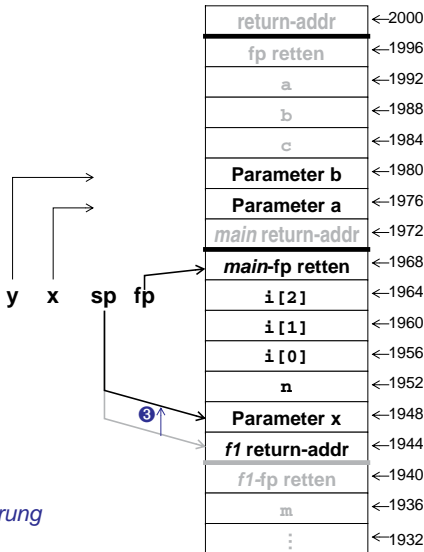 return-addr ←2000
fp retten ←1996
a ←1992
b ←1988
c ←1984
Parameter b ←1980
Parameter a ←1976
main return-addr ←1972
main-fp retten ←1968
y x sp fp
i[2] ←1964
i[1] ←1960
i[0] ←1956
n ←1952
Parameter x ←1948
❸
f1 return-addr ←1944
f1-fp retten ←1940
rung
m ←1936
⋮ ←1932